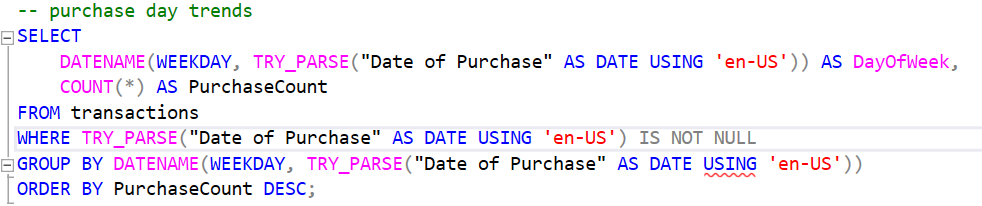 -- purchase day trends
SELECT
DATENAME(WEEKDAY, TRY_PARSE("Date of Purchase" AS DATE USING 'en-US')) AS DayOfWeek,
COUNT(*) AS PurchaseCount
FROM transactions
WHERE TRY_PARSE("Date of Purchase" AS DATE USING 'en-US') IS NOT NULL
GROUP BY DATENAME(WEEKDAY, TRY_PARSE("Date of Purchase" AS DATE USING 'en-US'))
ORDER BY PurchaseCount DESC;